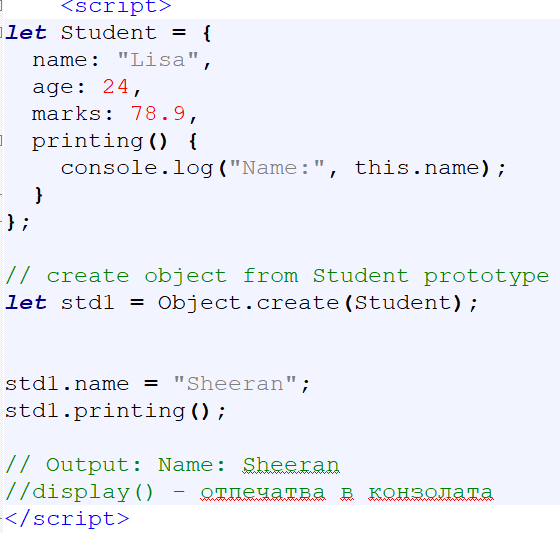 <script>
let Student = {
  name: "Lisa",
  age: 24,
  marks: 78.9,
  printing() {
    console.log("Name:", this.name);
  }
};
// create object from Student prototype
let std1 = Object.create(Student);
std1.name = "Sheeran";
std1.printing();
// Output: Name: Sheeran
//display() - отпечатва в конзолата
</script>